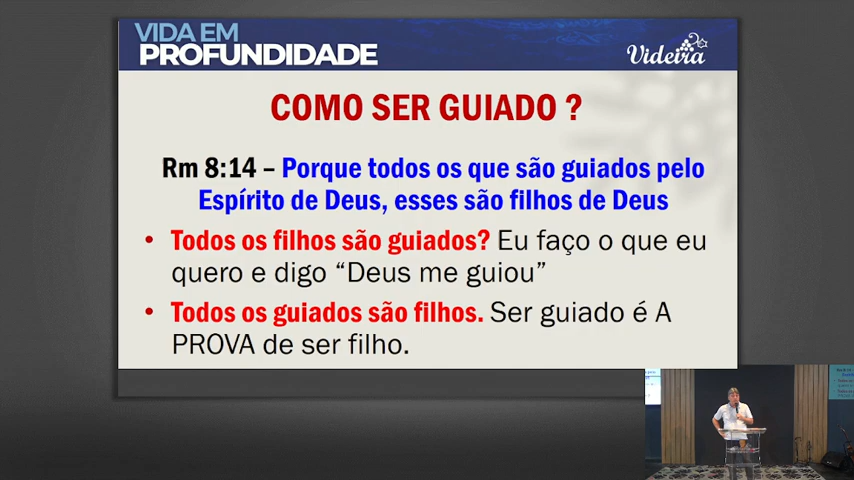 VIDA EM
PROFUNDIDADE
Videira
COMO SER GUIADO ?
Rm 8:14 – Porque todos os que são guiados pelo
Espírito de Deus, esses são filhos de Deus
• Todos os filhos são guiados? Eu faço o que eu
quero e digo “Deus me guiou”
• Todos os guiados são filhos. Ser guiado é A
PROVA de ser filho.